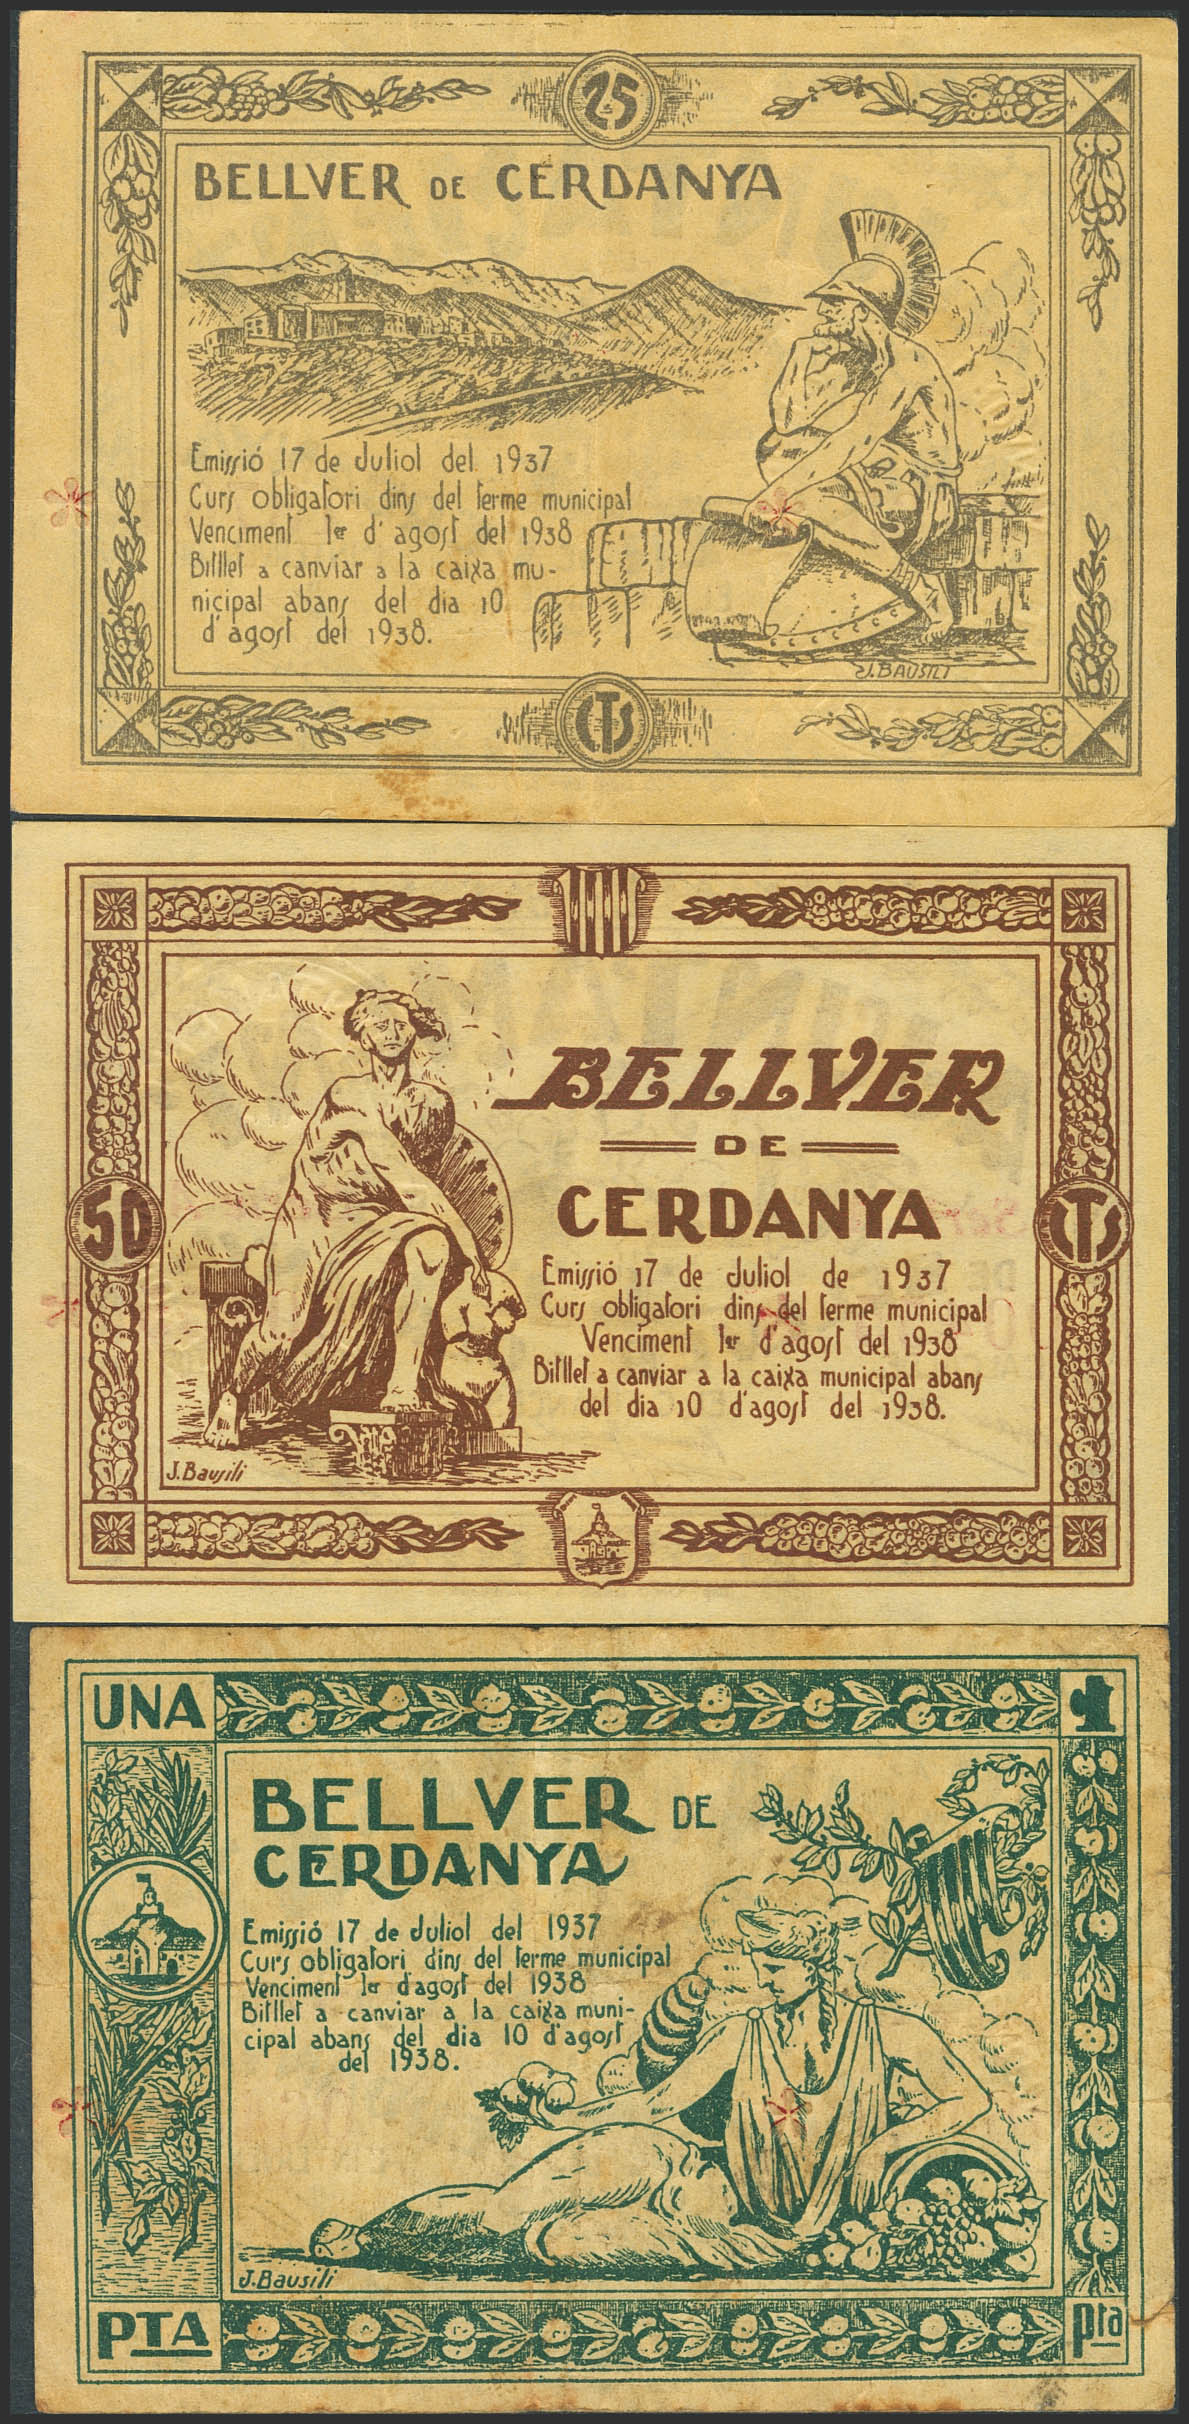 25
BELLVER DE CERDANYA
Emissió 17 de Juliol del 1937
Curs obligatori dins del terme municipal
Venciment 1er d'agost del 1938
Bitllet a canviar a la caixa mu-
nicipal abans del dia 10
d'agost del 1938.
J. BAUSILI
CTS
BELLVER
DE
CERDANYA
50
CTS
Emissió 17 de Juliol de 1937
Curs obligatori dins del terme municipal
Venciment 1er d'agost del 1938
Bitllet a canviar a la caixa municipal abans
del dia 10 d'agost del 1938.
J. Bausili
UNA
1
BELLVER DE
CERDANYA
Emissió 17 de Juliol del 1937
Curs obligatori dins del terme municipal
Venciment 1er d'agost del 1938
Bitllet a canviar a la caixa muni-
cipal abans del dia 10 d'agost
del 1938.
J. Bausili
PTA
pta